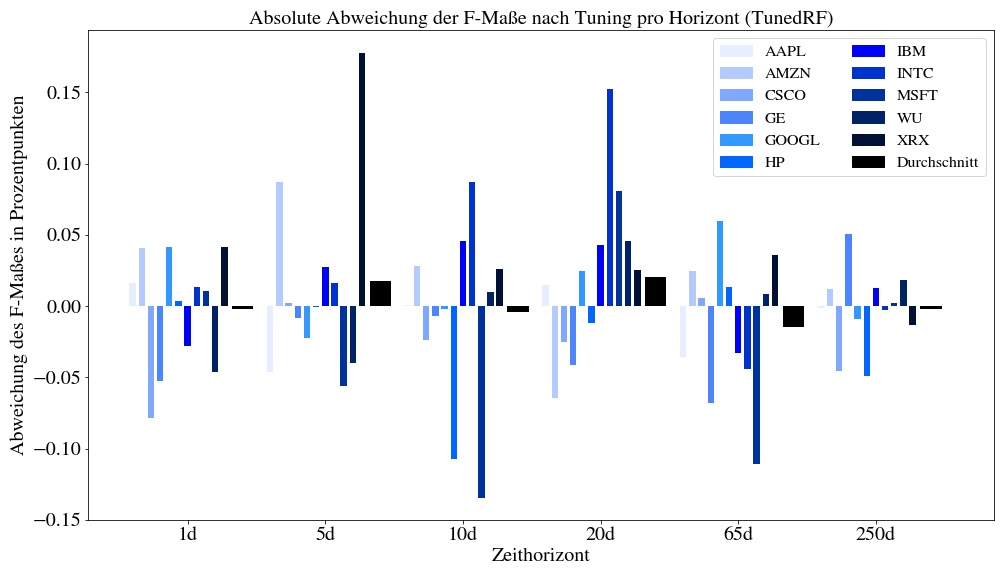 Absolute Abweichung der F-Maße nach Tuning pro Horizont (TunedRF)
Abweichung des F-Maßes in Prozentpunkten
0.15
0.10
0.05
0.00
−0.05
−0.10
−0.15
AAPL
AMZN
CSCO
GE
GOOGL
HP
IBM
INTC
MSFT
WU
XRX
Durchschnitt
1d
5d
10d
20d
65d
250d
Zeithorizont